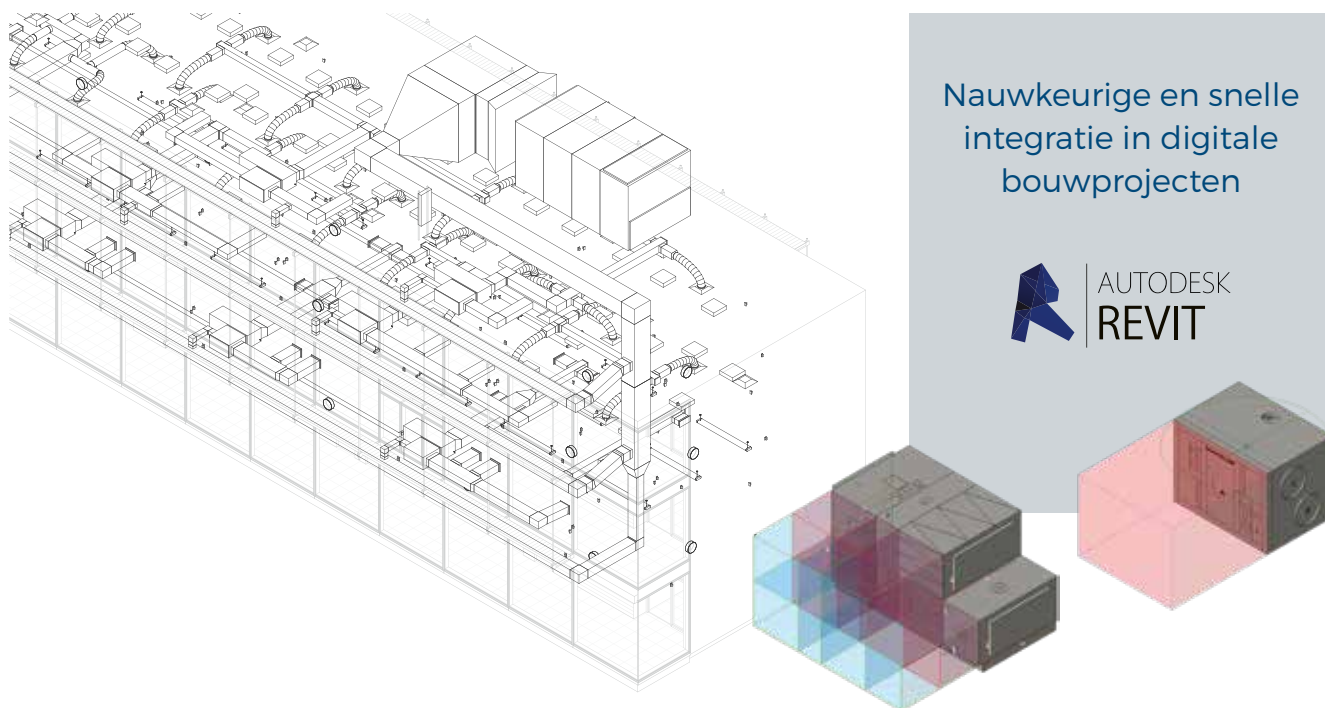 Nauwkeurige en snelle
integratie in digitale
bouwprojecten
AUTODESK
REVIT